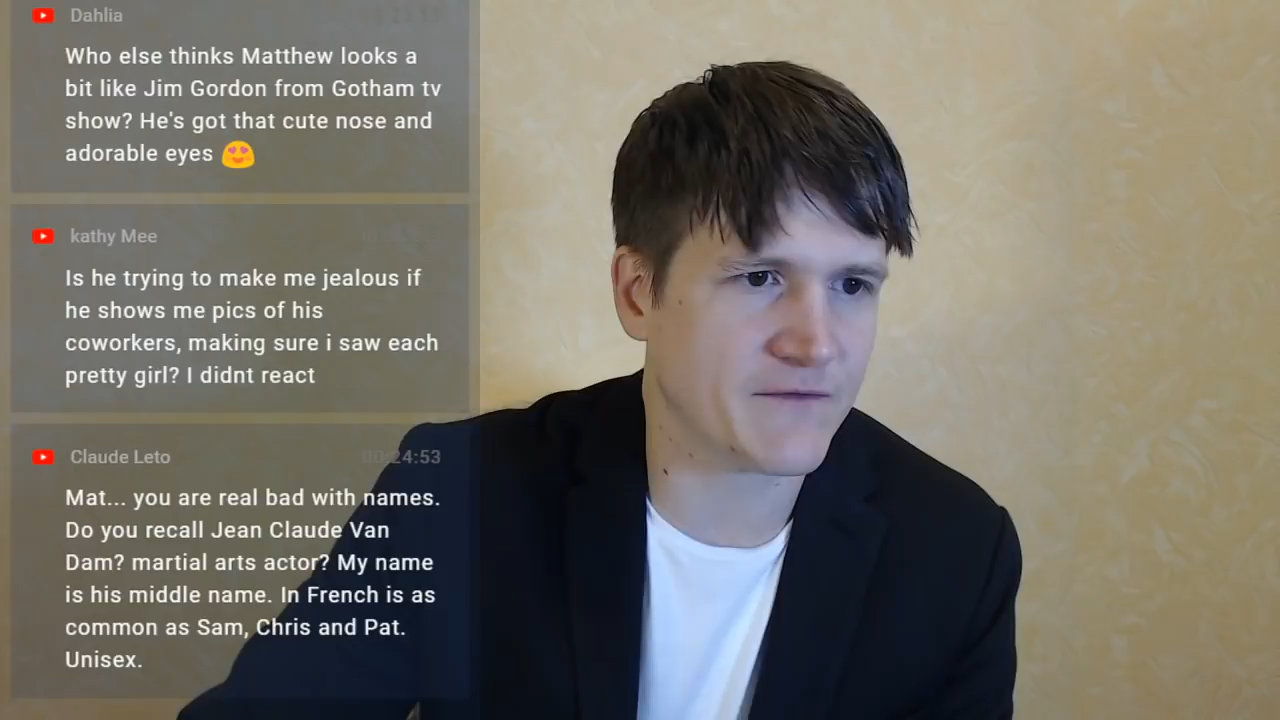 Dahlia
Who else thinks Matthew looks a
bit like Jim Gordon from Gotham tv
show? He's got that cute nose and
adorable eyes 😍
kathy Mee
Is he trying to make me jealous if
he shows me pics of his
coworkers, making sure i saw each
pretty girl? I didnt react
Claude Leto 00:24:53
Mat... you are real bad with names.
Do you recall Jean Claude Van
Dam? martial arts actor? My name
is his middle name. In French is as
common as Sam, Chris and Pat.
Unisex.